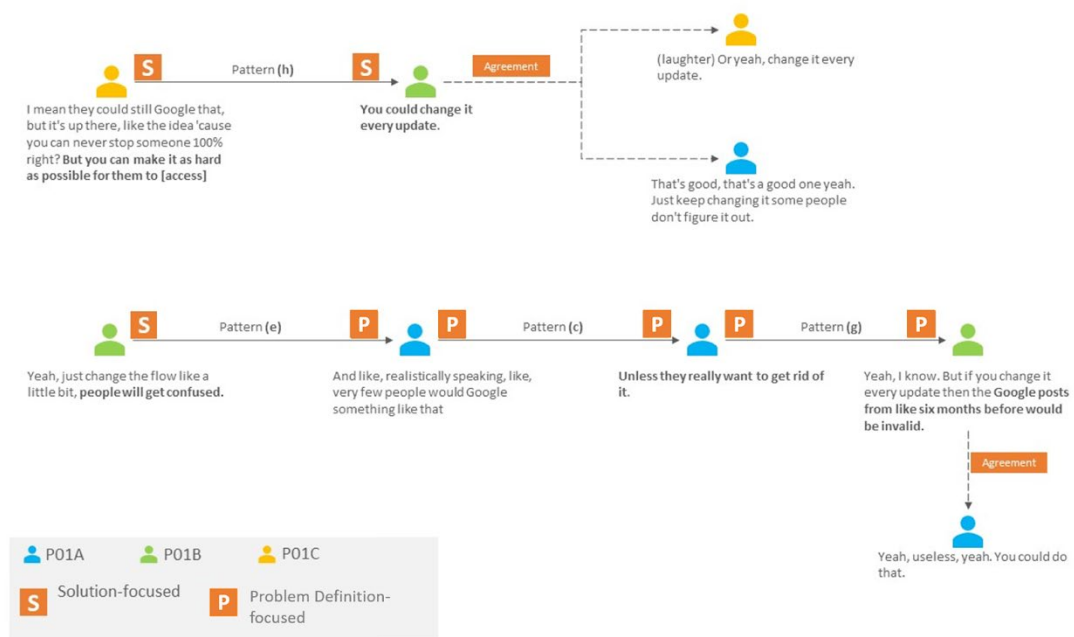 S
Pattern (h)
S
Agreement
(laughter) Or yeah, change it every
update.
I mean they could still Google that,
but it's up there, like the idea 'cause
you can never stop someone 100%
right? But you can make it as hard
as possible for them to [access]
You could change it
every update.
That's good, that's a good one yeah.
Just keep changing it some people
don't figure it out.
S
Pattern (e)
P
P
Pattern (c)
P
P
Pattern (g)
P
Yeah, just change the flow like a
little bit, people will get confused.
And like, realistically speaking, like,
very few people would Google
something like that
Unless they really want to get rid of
it.
Yeah, I know. But if you change it
every update then the Google posts
from like six months before would
be invalid.
Agreement
Yeah, useless, yeah. You could do
that.
P01A
P01B
P01C
S
Solution-focused
P
Problem Definition-
focused